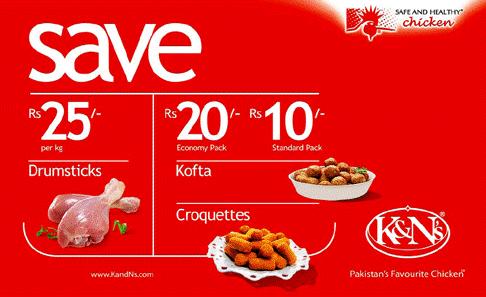 SAFE AND HEALTHY™
chicken
save
Rs 25/-
per kg
Drumsticks
Rs 20/- Rs 10/-
Economy Pack Standard Pack
Kofta
Croquettes
K&N's®
www.KandNs.com
Pakistan's Favourite Chicken